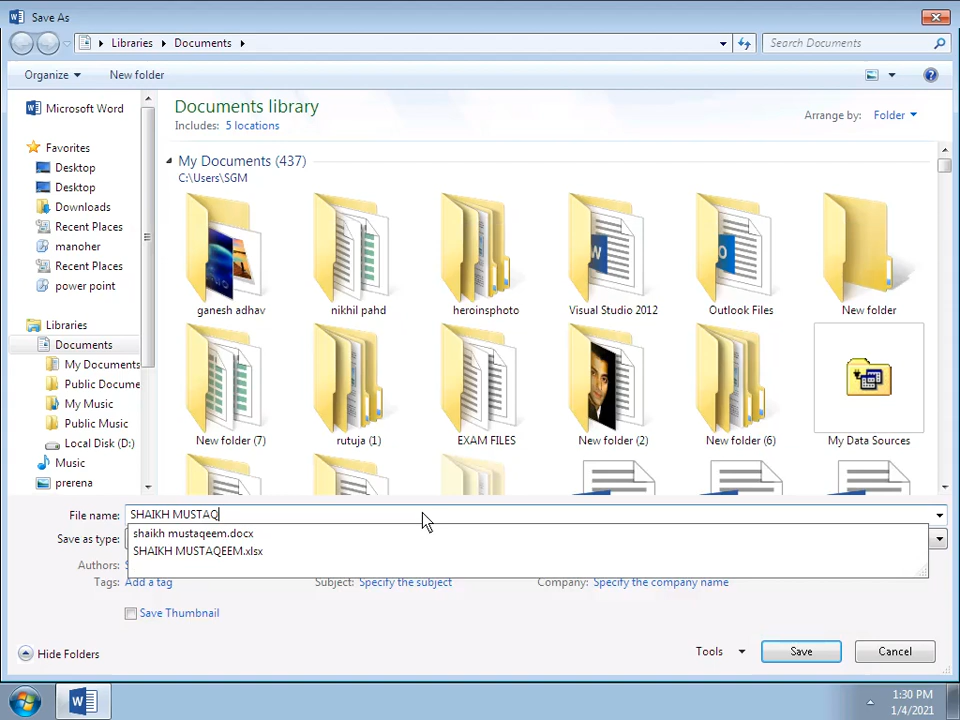 Save As
Libraries
Documents
Search Documents
Organize
New folder
Microsoft Word
Favorites
Desktop
Desktop
Downloads
Recent Places
manoher
Recent Places
power point
Libraries
Documents
My Documents
Public Docume
My Music
Public Music
Local Disk (D:)
Music
prerena
Documents library
Includes: 5 locations
Arrange by: Folder
My Documents (437)
C:\Users\SGM
ganesh adhav
nikhil pahd
heroinsphoto
Visual Studio 2012
Outlook Files
New folder
New folder (7)
rutuja (1)
EXAM FILES
New folder (2)
New folder (6)
My Data Sources
File name: SHAIKH MUSTAQ
shaikh mustaqeem.docx
Save as type:
SHAIKH MUSTAQEEM.xlsx
Authors:
Tags: Add a tag
Subject: Specify the subject
Company: Specify the company name
Save Thumbnail
Hide Folders
Tools
Save
Cancel
1:30 PM
1/4/2021